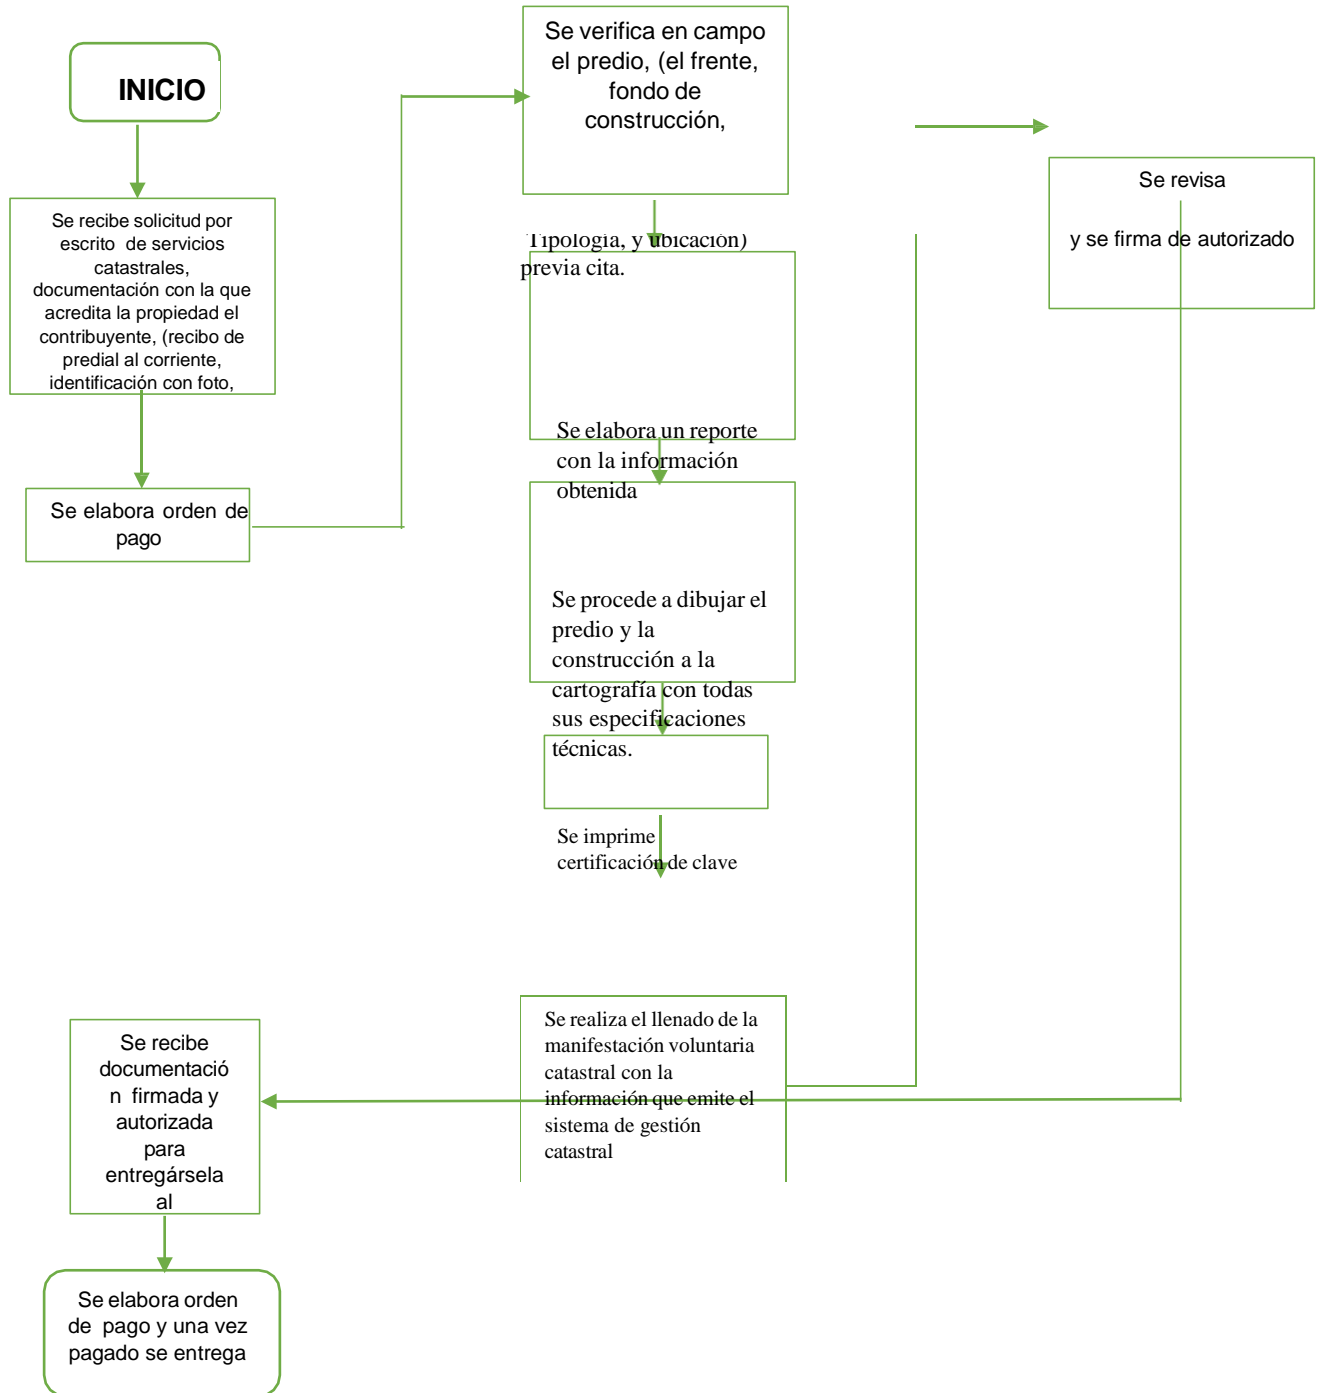 INICIO
Se recibe solicitud por
escrito de servicios
catastrales,
documentación con la que
acredita la propiedad el
contribuyente, (recibo de
predial al corriente,
identificación con foto,
Se elabora orden de
pago
Se verifica en campo
el predio, (el frente,
fondo de
construcción,
Tipología, y ubicación)
previa cita.
Se elabora un reporte
con la información
obtenida
Se procede a dibujar el
predio y la
construcción a la
cartografía con todas
sus especificaciones
técnicas.
Se imprime
certificación de clave
Se realiza el llenado de la
manifestación voluntaria
catastral con la
información que emite el
sistema de gestión
catastral
Se revisa
y se firma de autorizado
Se recibe
documentació
n firmada y
autorizada
para
entregársela
al
Se elabora orden
de pago y una vez
pagado se entrega